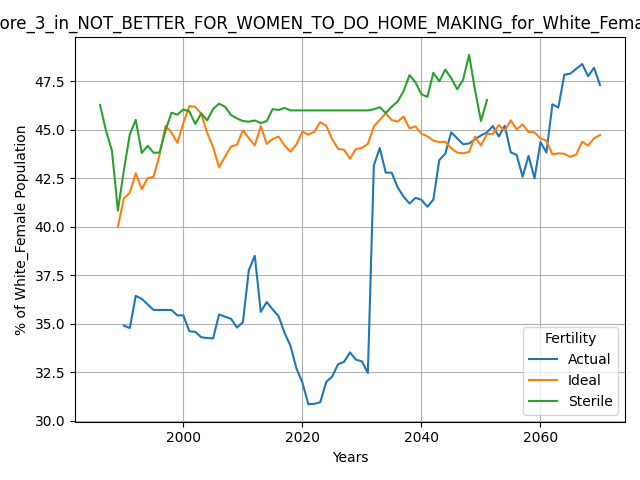 ore_3_in_NOT_BETTER_FOR_WOMEN_TO_DO_HOME_MAKING_for_White_Fema
% of White_Female Population
47.5
45.0
42.5
40.0
37.5
35.0
32.5
30.0
2000
2020
2040
2060
Years
Fertility
Actual
Ideal
Sterile